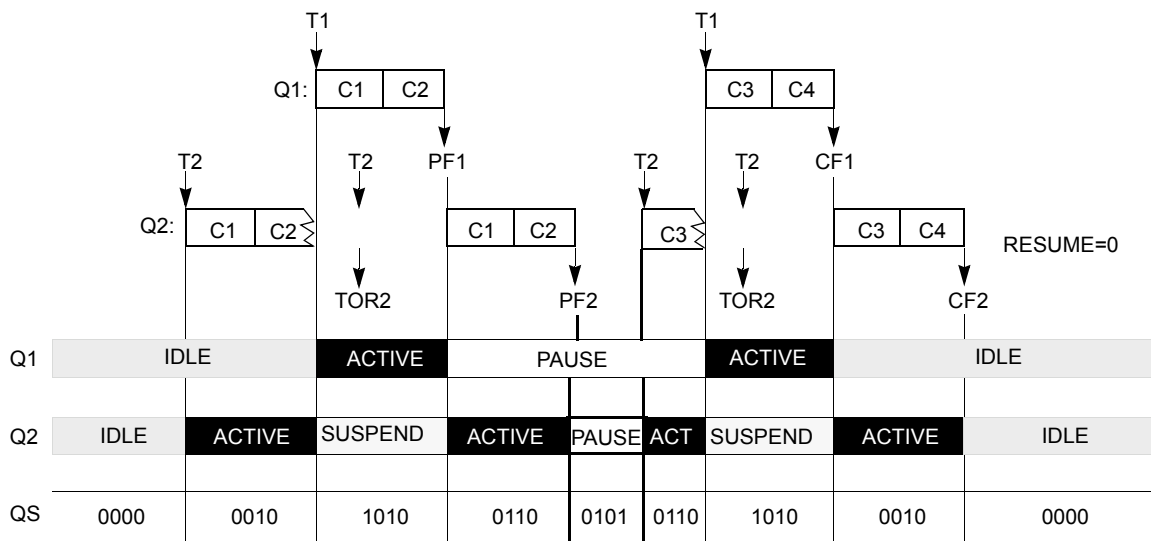 T1 T1
Q1: C1 C2 C3 C4
T2 T2 PF1 T2 T2 CF1
Q2: C1 C2 C1 C2 C3 C3 C4
RESUME=0
TOR2 PF2 TOR2 CF2
Q1 IDLE ACTIVE PAUSE ACTIVE IDLE
Q2 IDLE ACTIVE SUSPEND ACTIVE PAUSE ACT SUSPEND ACTIVE IDLE
QS 0000 0010 1010 0110 0101 0110 1010 0010 0000